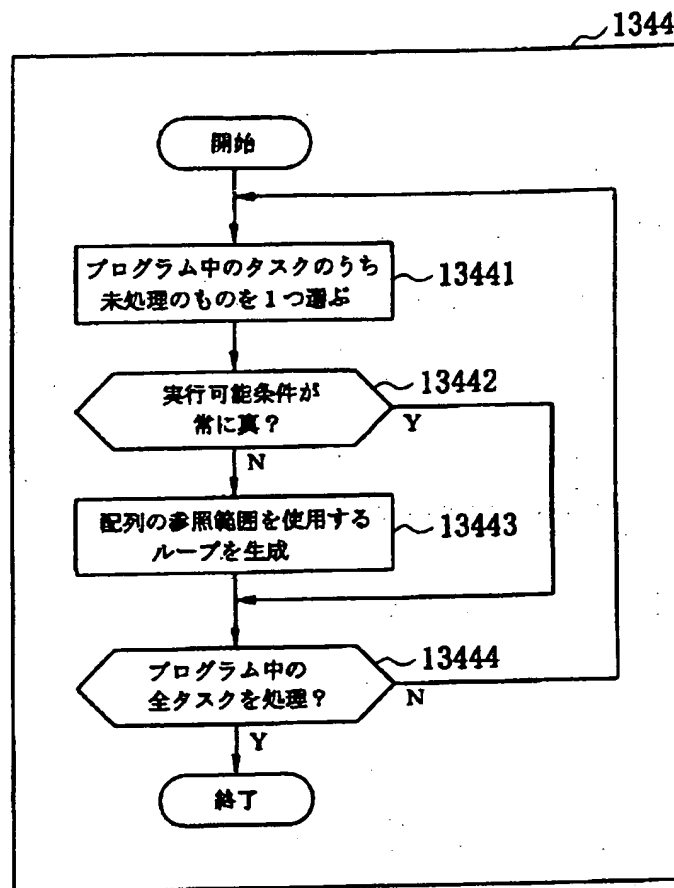 1344
開始
プログラム中のタスクのうち
未処理のものを1つ選ぶ
13441
実行可能条件が
常に真?
13442
Y
N
配列の参照範囲を使用する
ループを生成
13443
プログラム中の
全タスクを処理?
13444
N
Y
終了